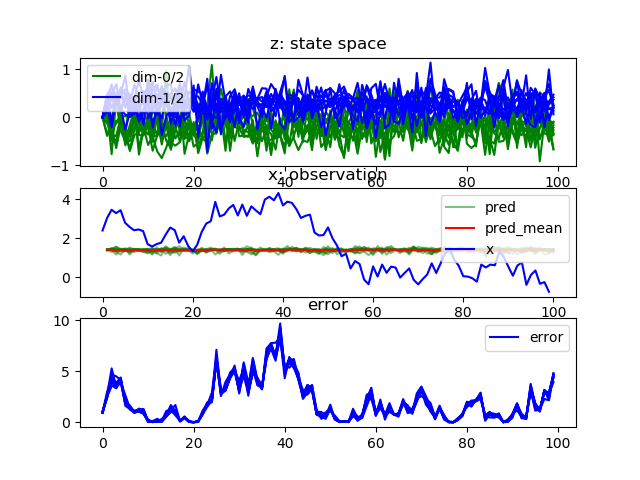 z: state space
1
0
−1
dim-0/2
dim-1/2
0 20 40 60 80 100
x: observation
4
2
0
pred
pred_mean
x
0 20 40 60 80 100
error
10
5
0
error
0 20 40 60 80 100